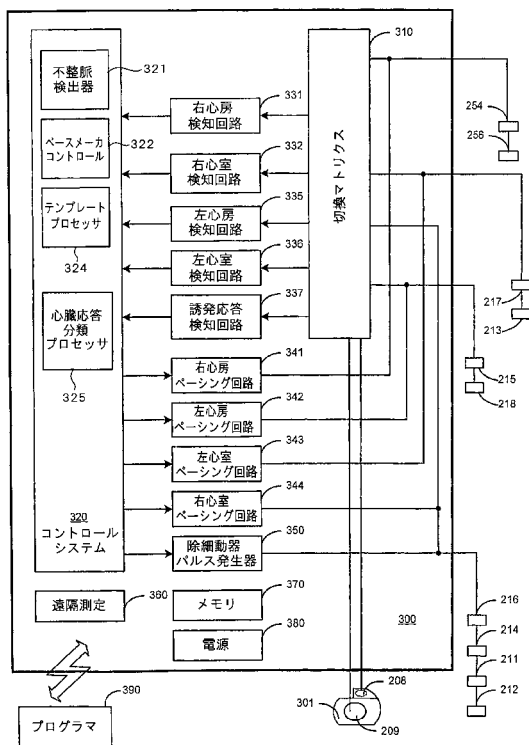 310
不整脈
検出器
321
ペースメーカ
コントロール
322
テンプレート
プロセッサ
324
心臓応答
分類
プロセッサ
325
320
コントロール
システム
右心房
検知回路
331
右心室
検知回路
332
左心房
検知回路
335
左心室
検知回路
336
誘発応答
検知回路
337
右心房
ペーシング回路
341
左心房
ペーシング回路
342
左心室
ペーシング回路
343
右心室
ペーシング回路
344
除細動器
パルス発生器
350
切換マトリクス
254
256
217
213
215
218
216
214
211
212
遠隔測定
360
メモリ
370
電源
380
300
390
プログラマ
301
208
209